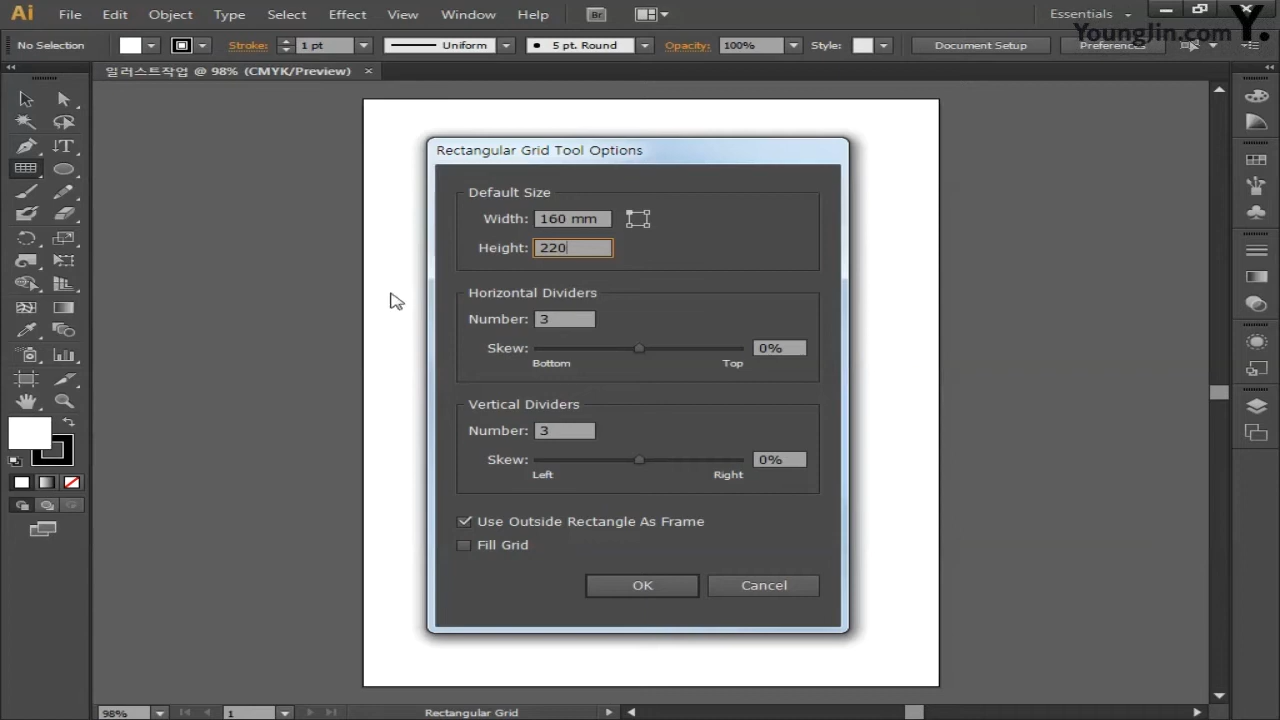 Ai File Edit Object Type Select Effect View Window Help Br Essentials
YoungJin.com Y.
No Selection Stroke: 1 pt Uniform 5 pt. Round Opacity: 100% Style: Document Setup Preferences
일러스트작업 @ 98% (CMYK/Preview)
Rectangular Grid Tool Options
Default Size
Width: 160 mm
Height: 220
Horizontal Dividers
Number: 3
Skew: 0%
Bottom Top
Vertical Dividers
Number: 3
Skew: 0%
Left Right
Use Outside Rectangle As Frame
Fill Grid
OK Cancel
98% 1 Rectangular Grid